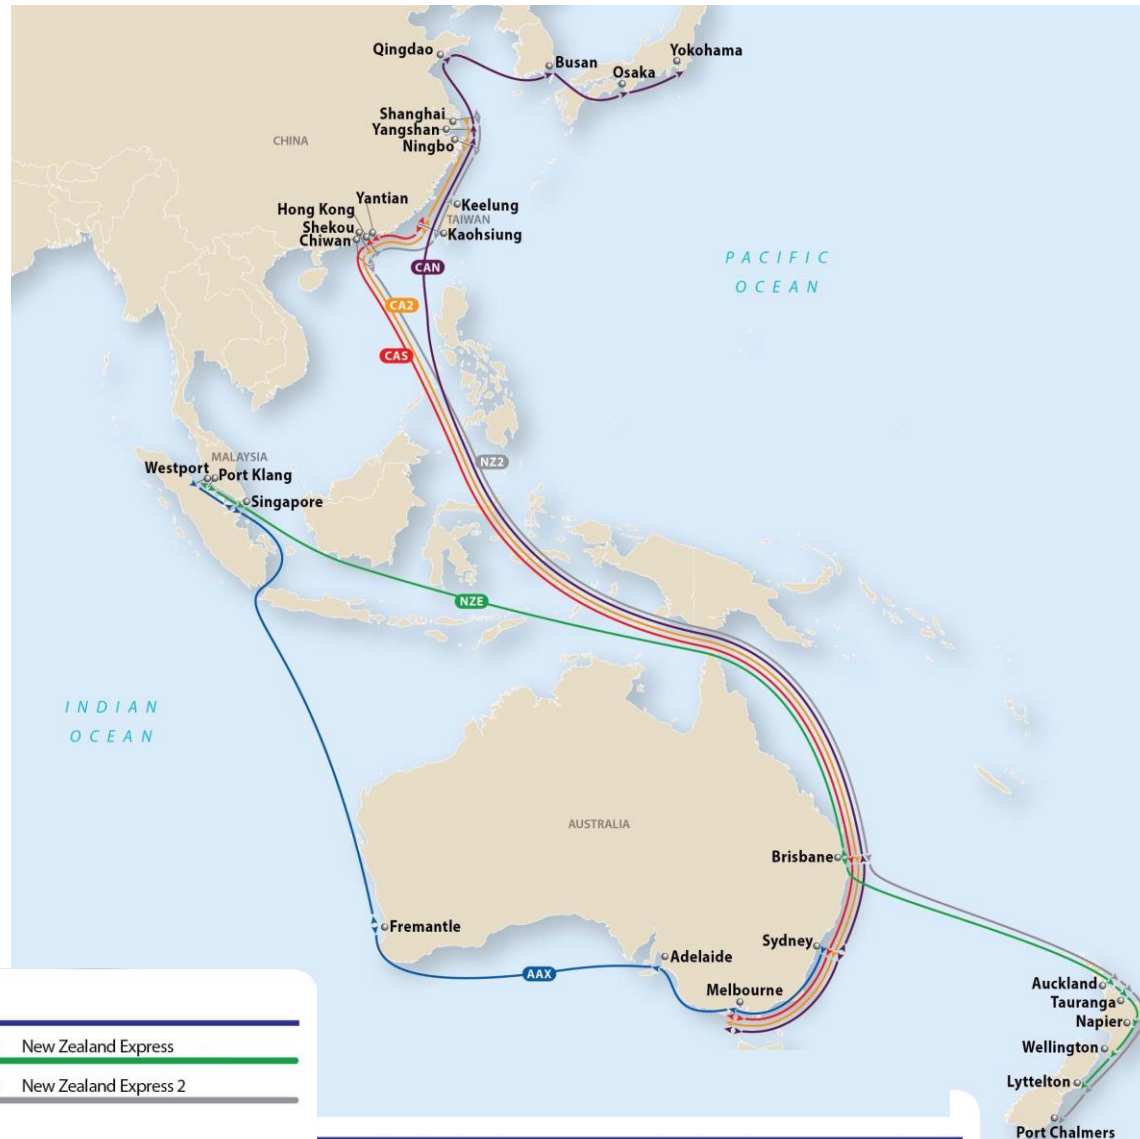 Qingdao
Busan
Yokohama
Osaka
Shanghai
Yangshan
Ningbo
CHINA
Yantian
Hong Kong
Shekou
Chiwan
Keelung
TAIWAN
Kaohsiung
CAN
PACIFIC
OCEAN
CA2
CAS
MALAYSIA
Westport
Port Klang
NZ2
Singapore
NZE
INDIAN
OCEAN
AUSTRALIA
Brisbane
Fremantle
Sydney
Adelaide
AAX
Melbourne
Auckland
Tauranga
Napier
Wellington
Lyttelton
Port Chalmers
New Zealand Express
New Zealand Express 2